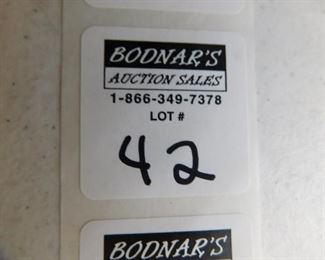 BODNAR'S
AUCTION SALES
1-866-349-7378
LOT #
42
BODNAR'S